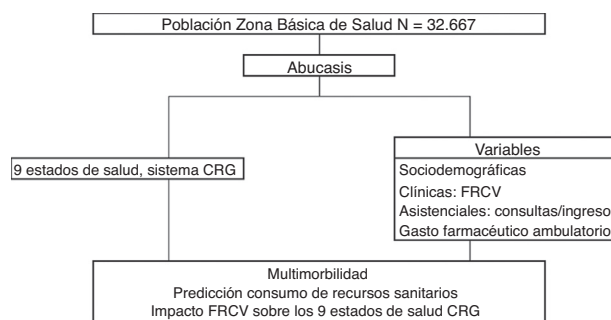 Población Zona Básica de Salud N = 32.667
Abucasis
9 estados de salud, sistema CRG
Variables
Sociodemográficas
Clínicas: FRCV
Asistenciales: consultas/ingreso
Gasto farmacéutico ambulatorio
Multimorbilidad
Predicción consumo de recursos sanitarios
Impacto FRCV sobre los 9 estados de salud CRG